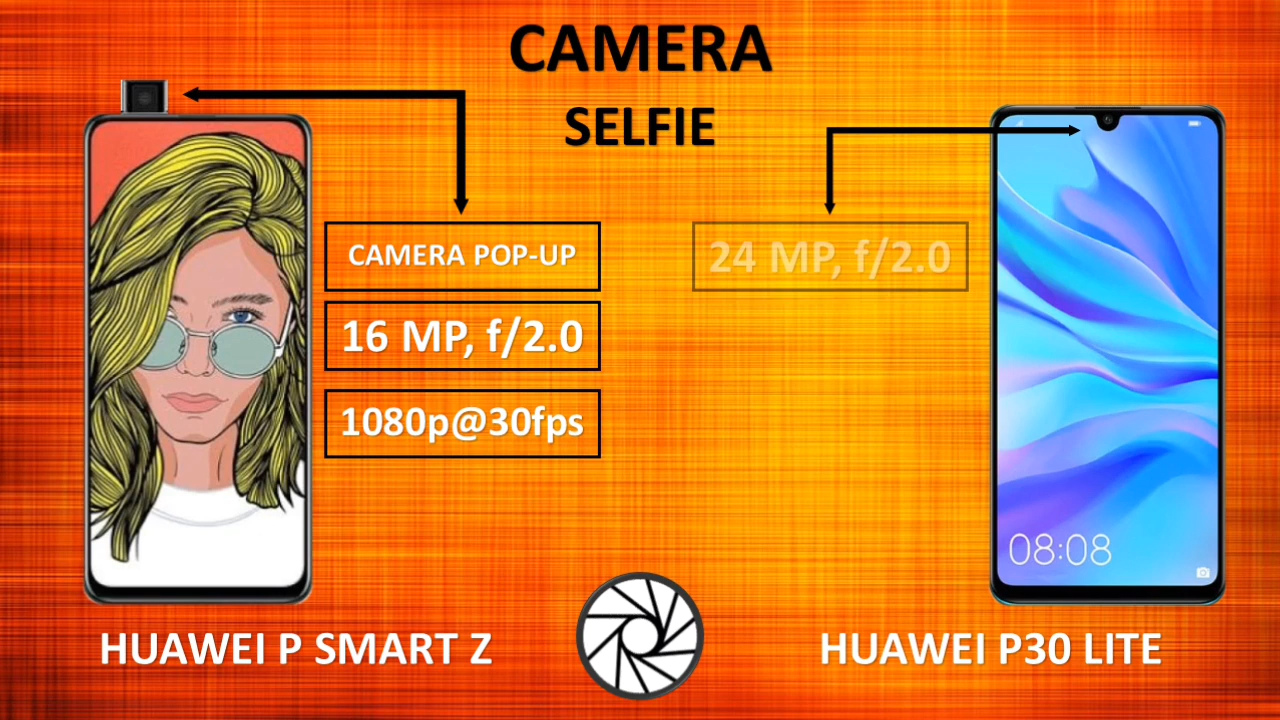 CAMERA
SELFIE
CAMERA POP-UP
16 MP, f/2.0
1080p@30fps
24 MP, f/2.0
08:08
HUAWEI P SMART Z
HUAWEI P30 LITE